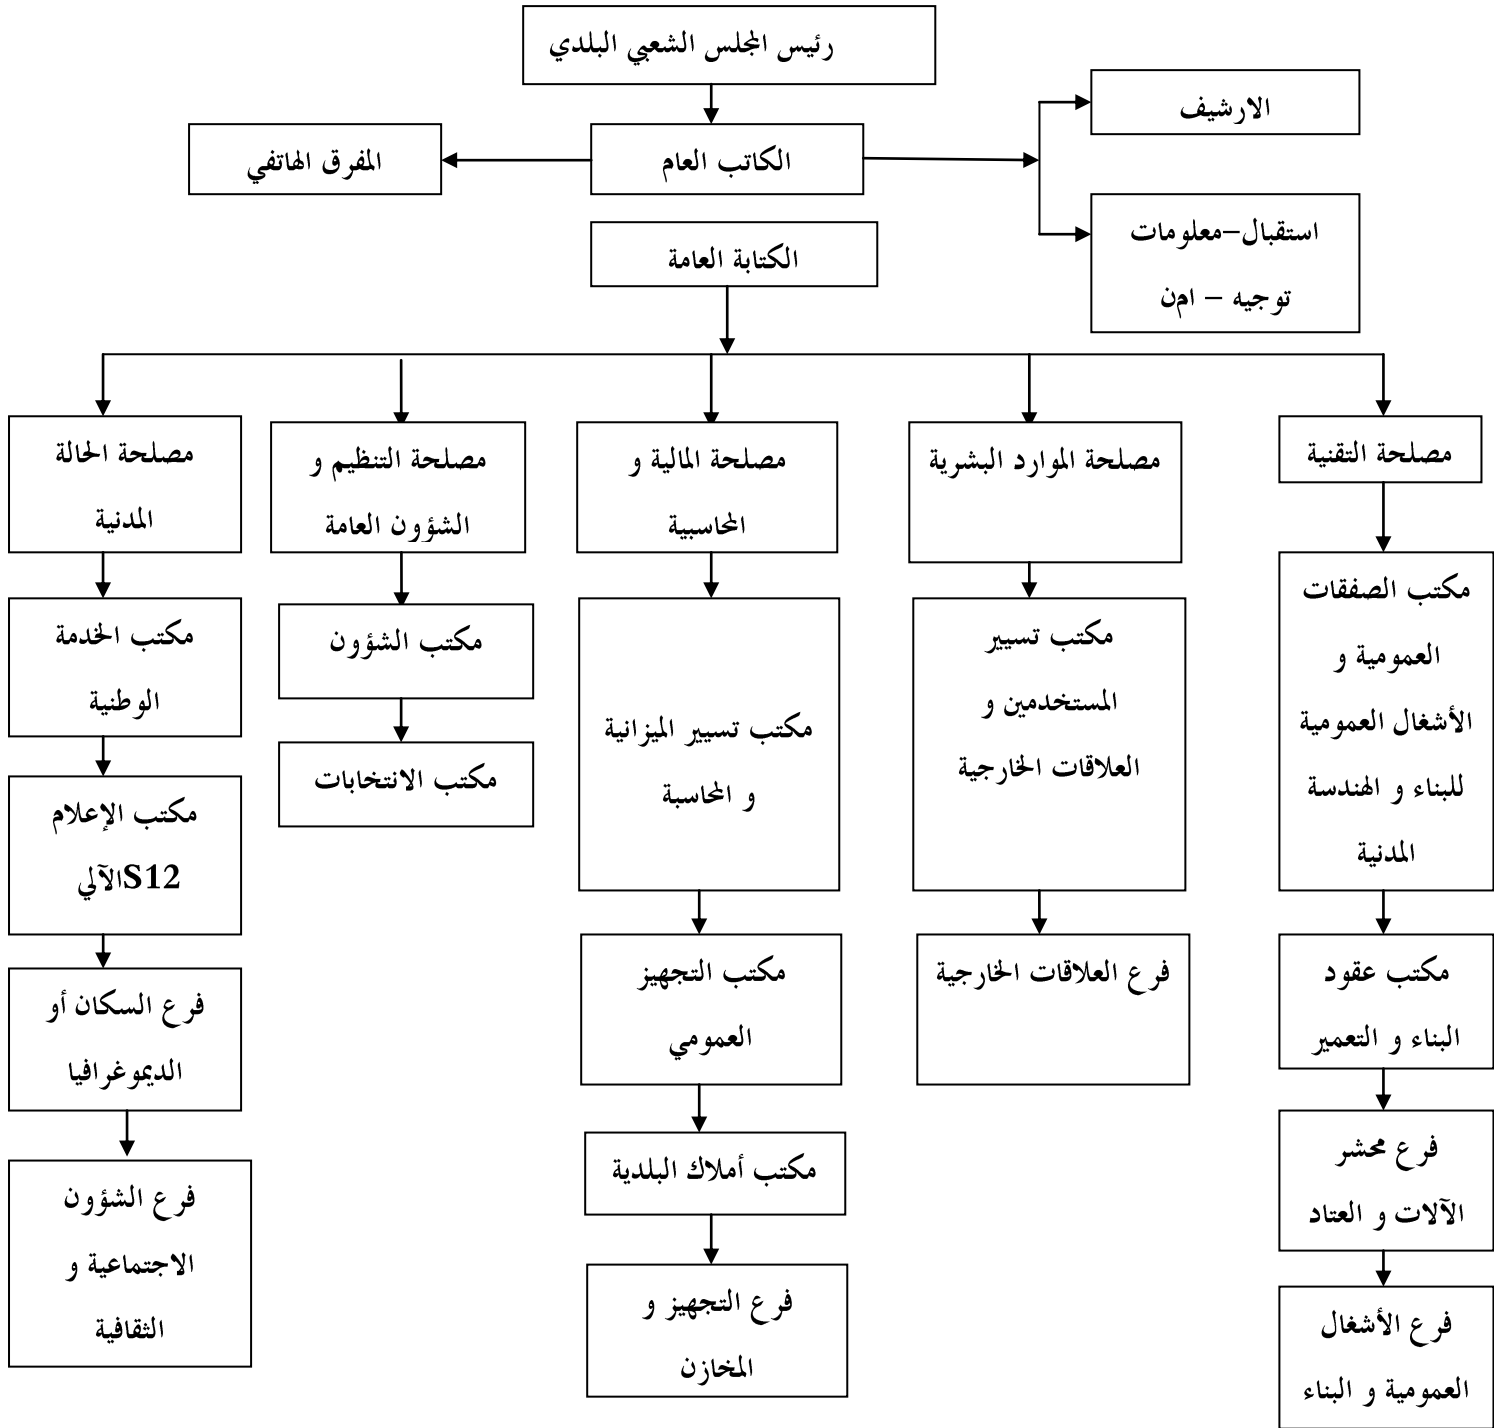 رئيس المجلس الشعبي البلدي
الارشيف
الكاتب العام
المفرق الهاتفي
استقبال–معلومات
توجيه – امن
الكتابة العامة
مصلحة التقنية
مكتب الصفقات
العمومية و
الأشغال العمومية
للبناء و الهندسة
المدنية
مكتب عقود
البناء و التعمير
فرع محشر
الآلات و العتاد
فرع الأشغال
العمومية و البناء
مصلحة الموارد البشرية
مكتب تسيير
المستخدمين و
العلاقات الخارجية
فرع العلاقات الخارجية
مصلحة المالية و
المحاسبية
مكتب تسيير الميزانية
و المحاسبة
مكتب التجهيز
العمومي
مكتب أملاك البلدية
فرع التجهيز و
المخازن
مصلحة التنظيم و
الشؤون العامة
مكتب الشؤون
مكتب الانتخابات
مصلحة الحالة
المدنية
مكتب الخدمة
الوطنية
مكتب الإعلام
S12الآلي
فرع السكان أو
الديموغرافيا
فرع الشؤون
الاجتماعية و
الثقافية